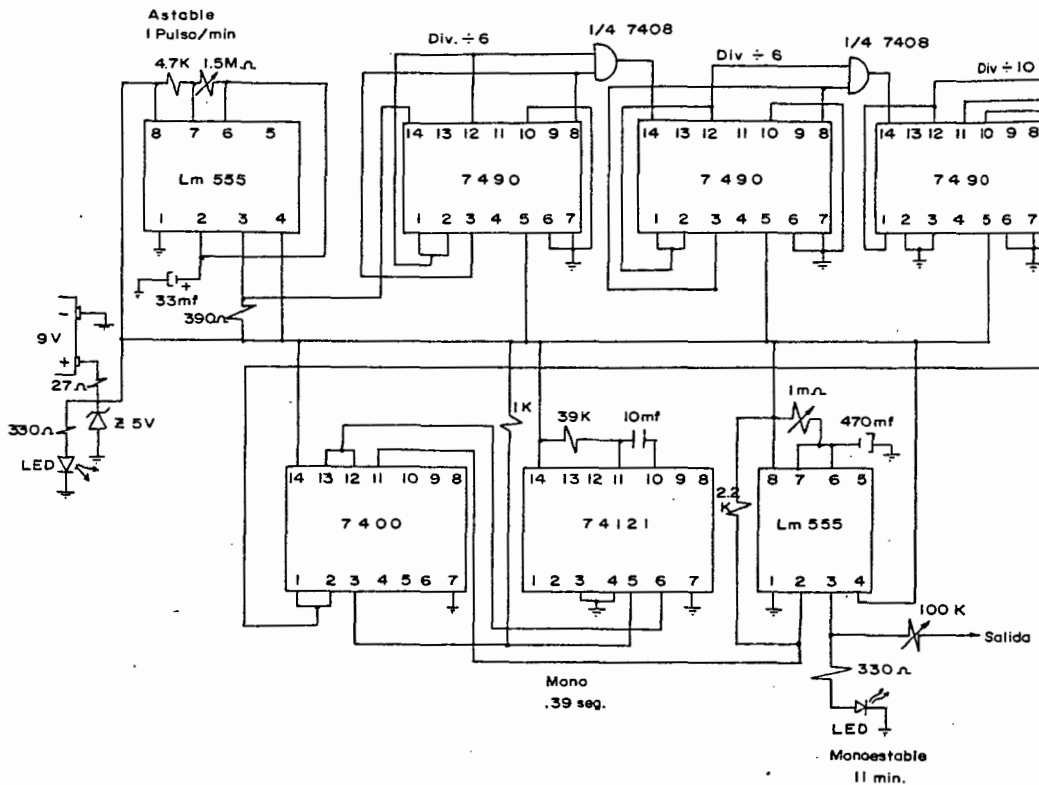 Astable
1 Pulso/min
4.7K 1.5MΩ
8 7 6 5
Lm 555
1 2 3 4
33mf
+
390Ω
Div. ÷ 6
1/4 7408
14 13 12 11 10 9 8
7490
1 2 3 4 5 6 7
Div ÷ 6
1/4 7408
14 13 12 11 10 9 8
7490
1 2 3 4 5 6 7
Div ÷ 10
14 13 12 11 10 9 8
7490
1 2 3 4 5 6 7
-
9V
+
27Ω
330Ω
Z 5V
LED
14 13 12 11 10 9 8
7400
1 2 3 4 5 6 7
1K
39K 10mf
14 13 12 11 10 9 8
74121
1 2 3 4 5 6 7
Mono
.39 seg.
1mΩ
470mf
2.2
K
8 7 6 5
Lm 555
1 2 3 4
100 K
Salida
330Ω
LED
Monoestable
11 min.